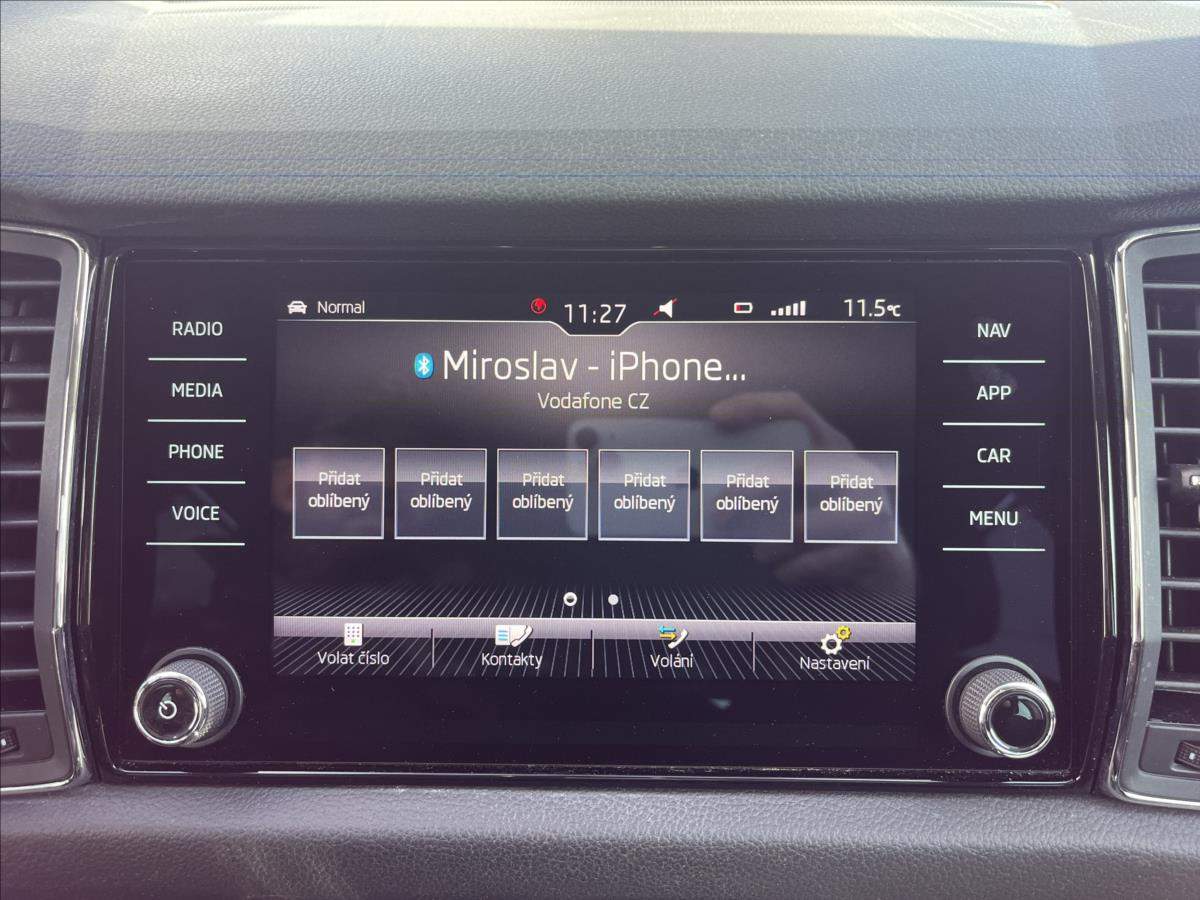 Normal
11:27
11.5°C
RADIO
MEDIA
PHONE
VOICE
Miroslav - iPhone...
Vodafone CZ
Přidat
oblíbený
Přidat
oblíbený
Přidat
oblíbený
Přidat
oblíbený
Přidat
oblíbený
Přidat
oblíbený
Volat číslo
Kontakty
Volání
Nastavení
NAV
APP
CAR
MENU